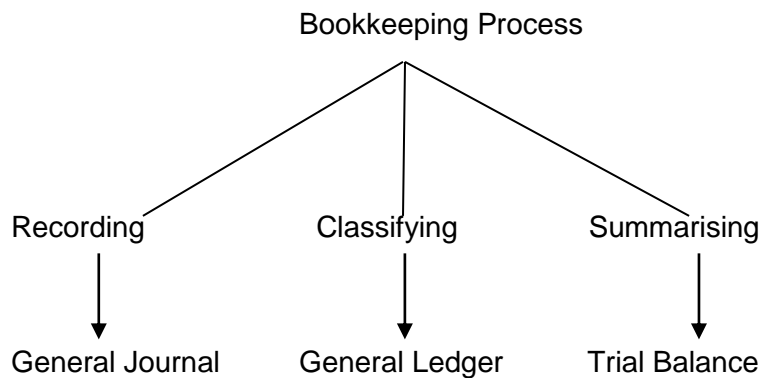 Bookkeeping Process
Recording
Classifying
Summarising
General Journal
General Ledger
Trial Balance